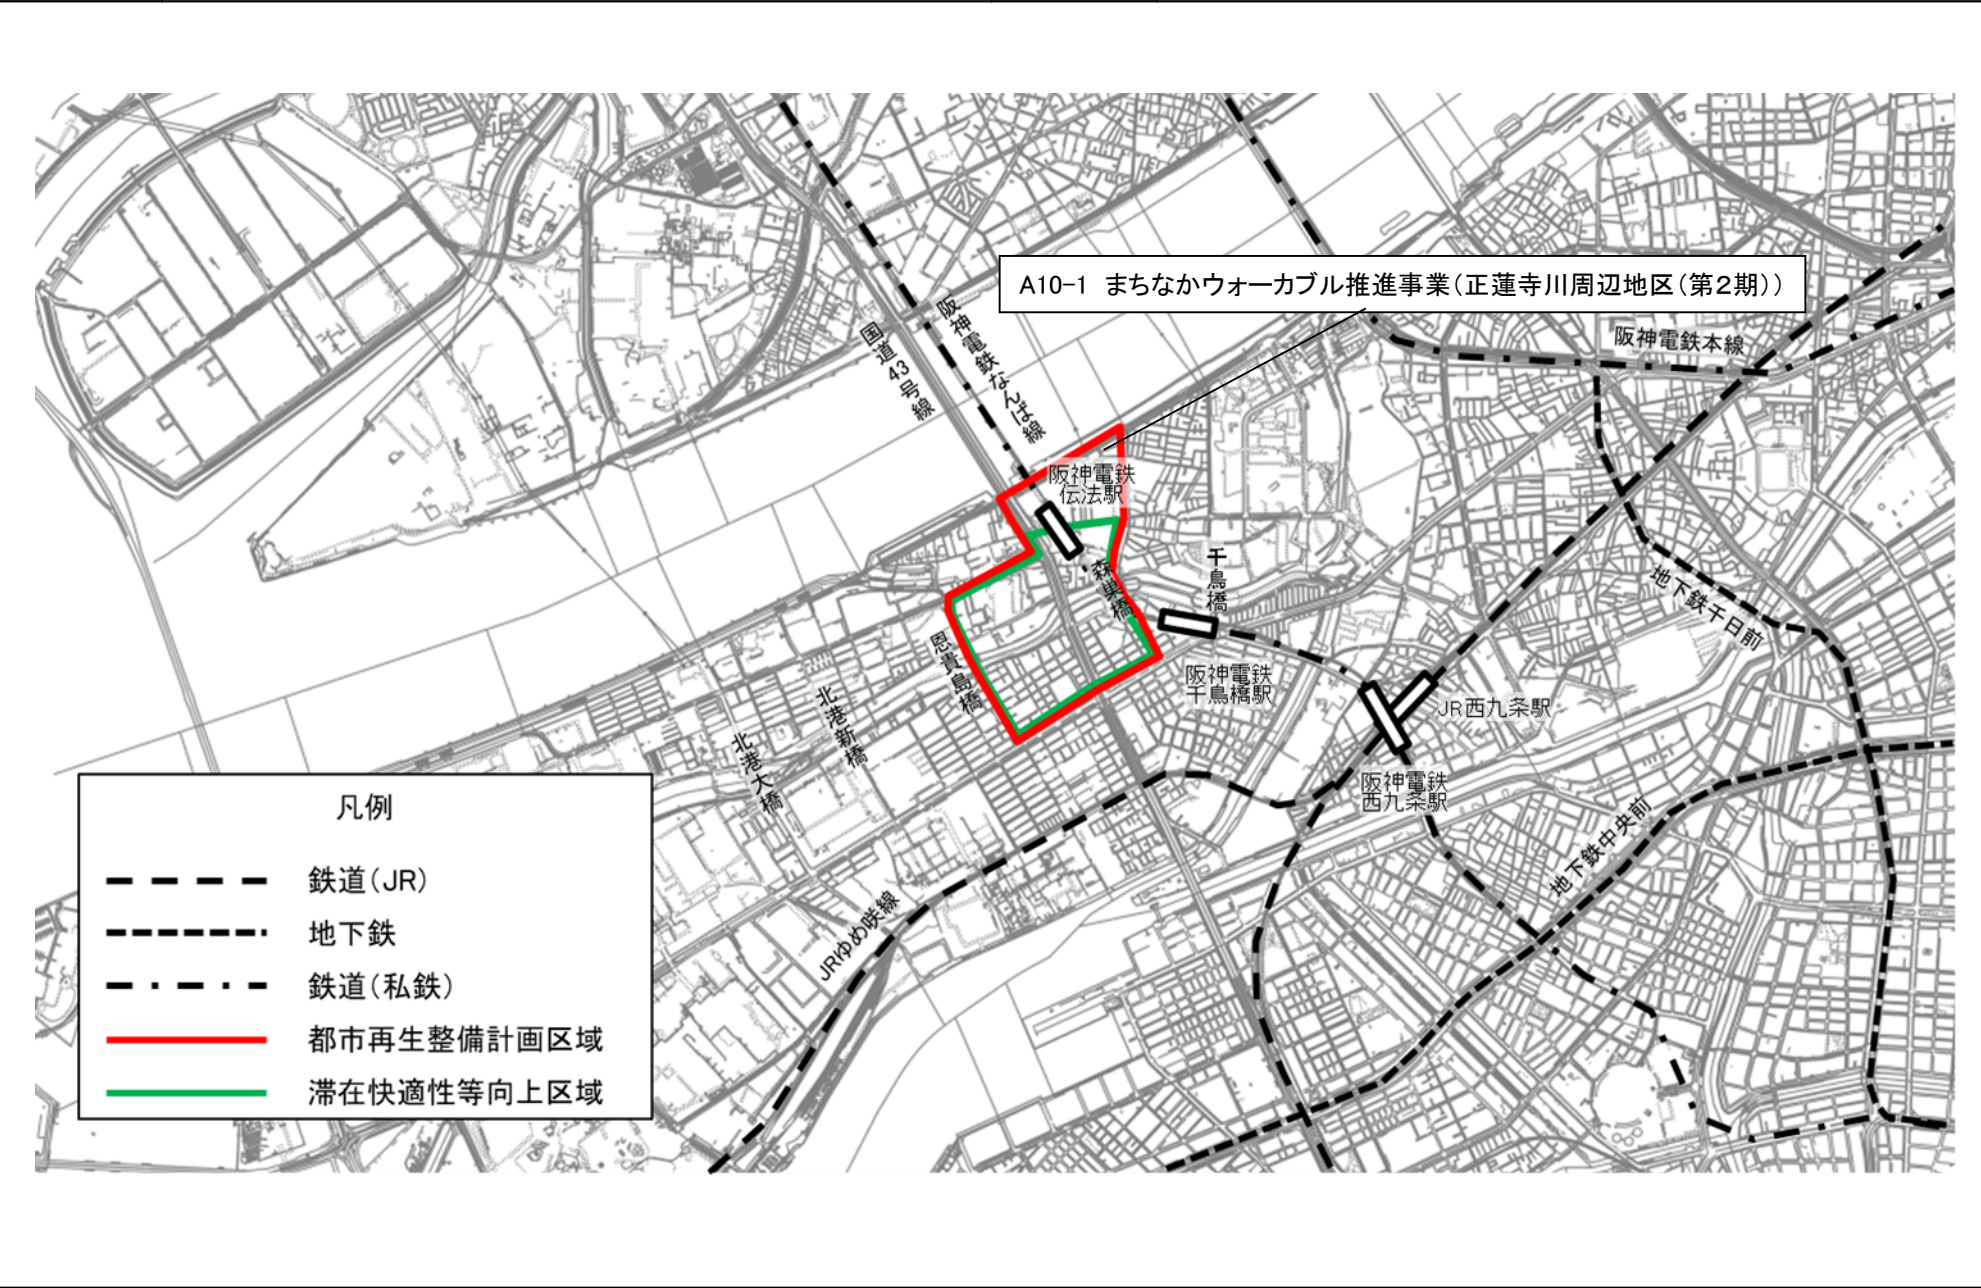 A10-1 まちなかウォーカブル推進事業(正蓮寺川周辺地区(第2期))
国道43号線
阪神電鉄なんば線
阪神電鉄本線
阪神電鉄
伝法駅
森巣橋
千鳥橋
地下鉄千日前
恩貴島橋
阪神電鉄
千鳥橋駅
北港新橋
JR西九条駅
北港大橋
阪神電鉄
西九条駅
地下鉄中央前
JRゆめ咲線
凡例
鉄道(JR)
地下鉄
鉄道(私鉄)
都市再生整備計画区域
滞在快適性等向上区域